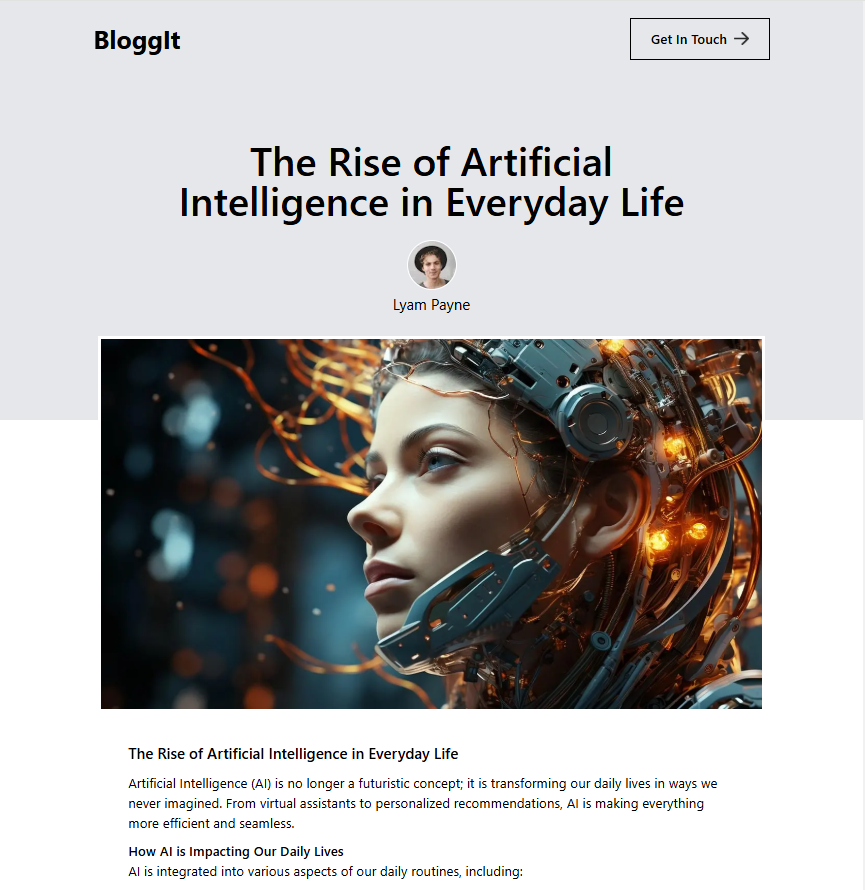 BloggIt
Get In Touch
The Rise of Artificial
Intelligence in Everyday Life
Lyam Payne
The Rise of Artificial Intelligence in Everyday Life
Artificial Intelligence (AI) is no longer a futuristic concept; it is transforming our daily lives in ways we
never imagined. From virtual assistants to personalized recommendations, AI is making everything
more efficient and seamless.
How AI is Impacting Our Daily Lives
AI is integrated into various aspects of our daily routines, including: